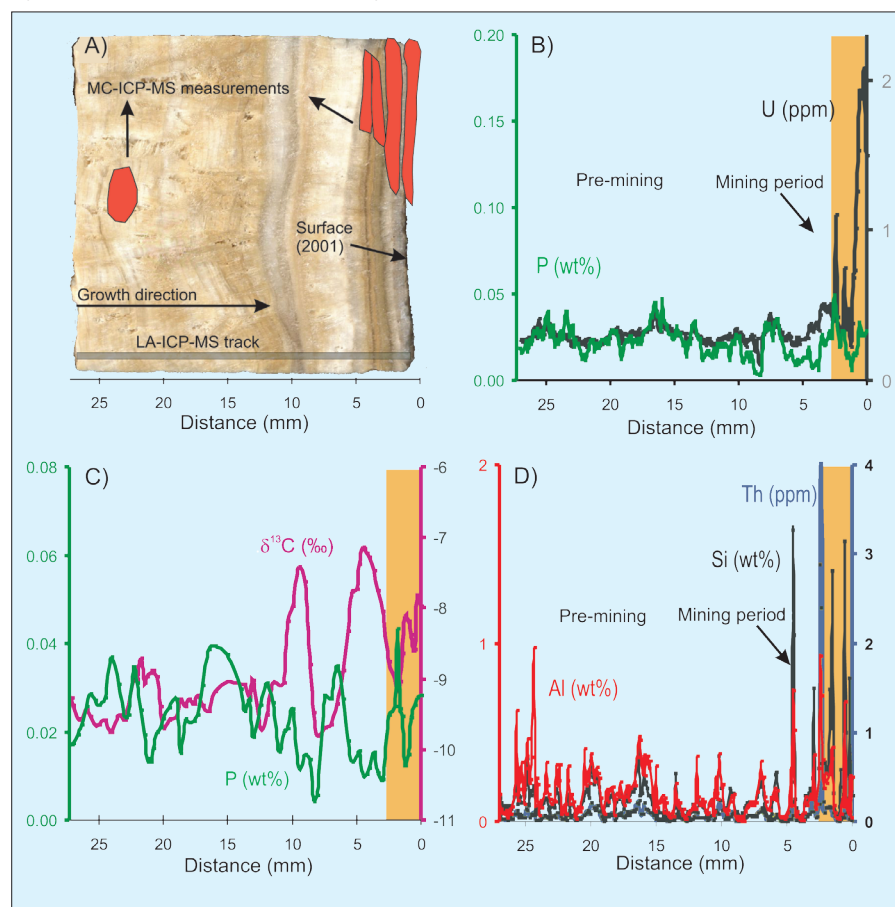 A)
MC-ICP-MS measurements
Surface
(2001)
Growth direction
LA-ICP-MS track
25 20 15 10 5 0
Distance (mm)
B)
0.20
0.15
0.10
0.05
0.00
U (ppm)
Pre-mining
Mining period
P (wt%)
2
1
0
25 20 15 10 5 0
Distance (mm)
C)
0.08
0.06
0.04
0.02
0.00
δ¹³C (‰)
P (wt%)
-6
-7
-8
-9
-10
-11
25 20 15 10 5 0
Distance (mm)
D)
2
1
0
Th (ppm)
Si (wt%)
Pre-mining
Mining period
Al (wt%)
4
3
2
1
0
25 20 15 10 5 0
Distance (mm)